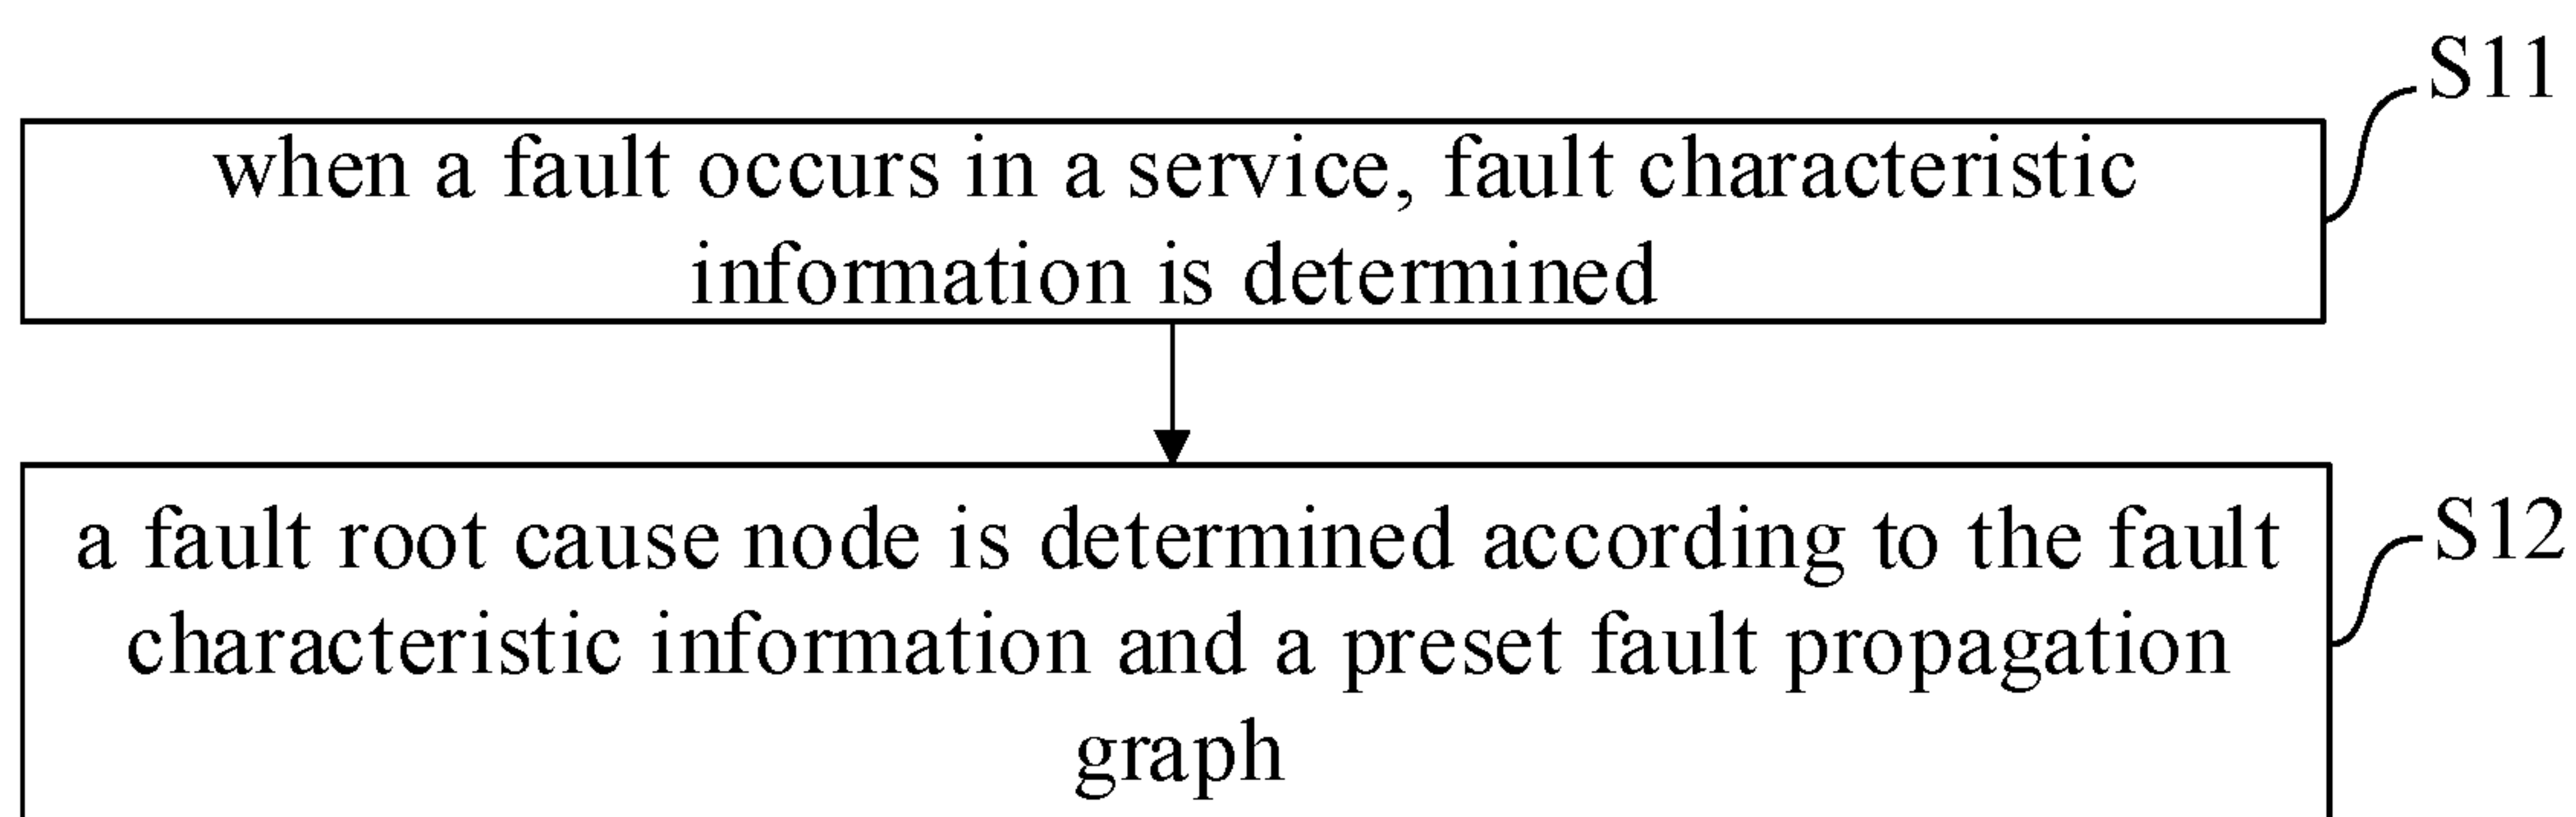 S11
when a fault occurs in a service, fault characteristic
information is determined
a fault root cause node is determined according to the fault
S12
characteristic information and a preset fault propagation
graph